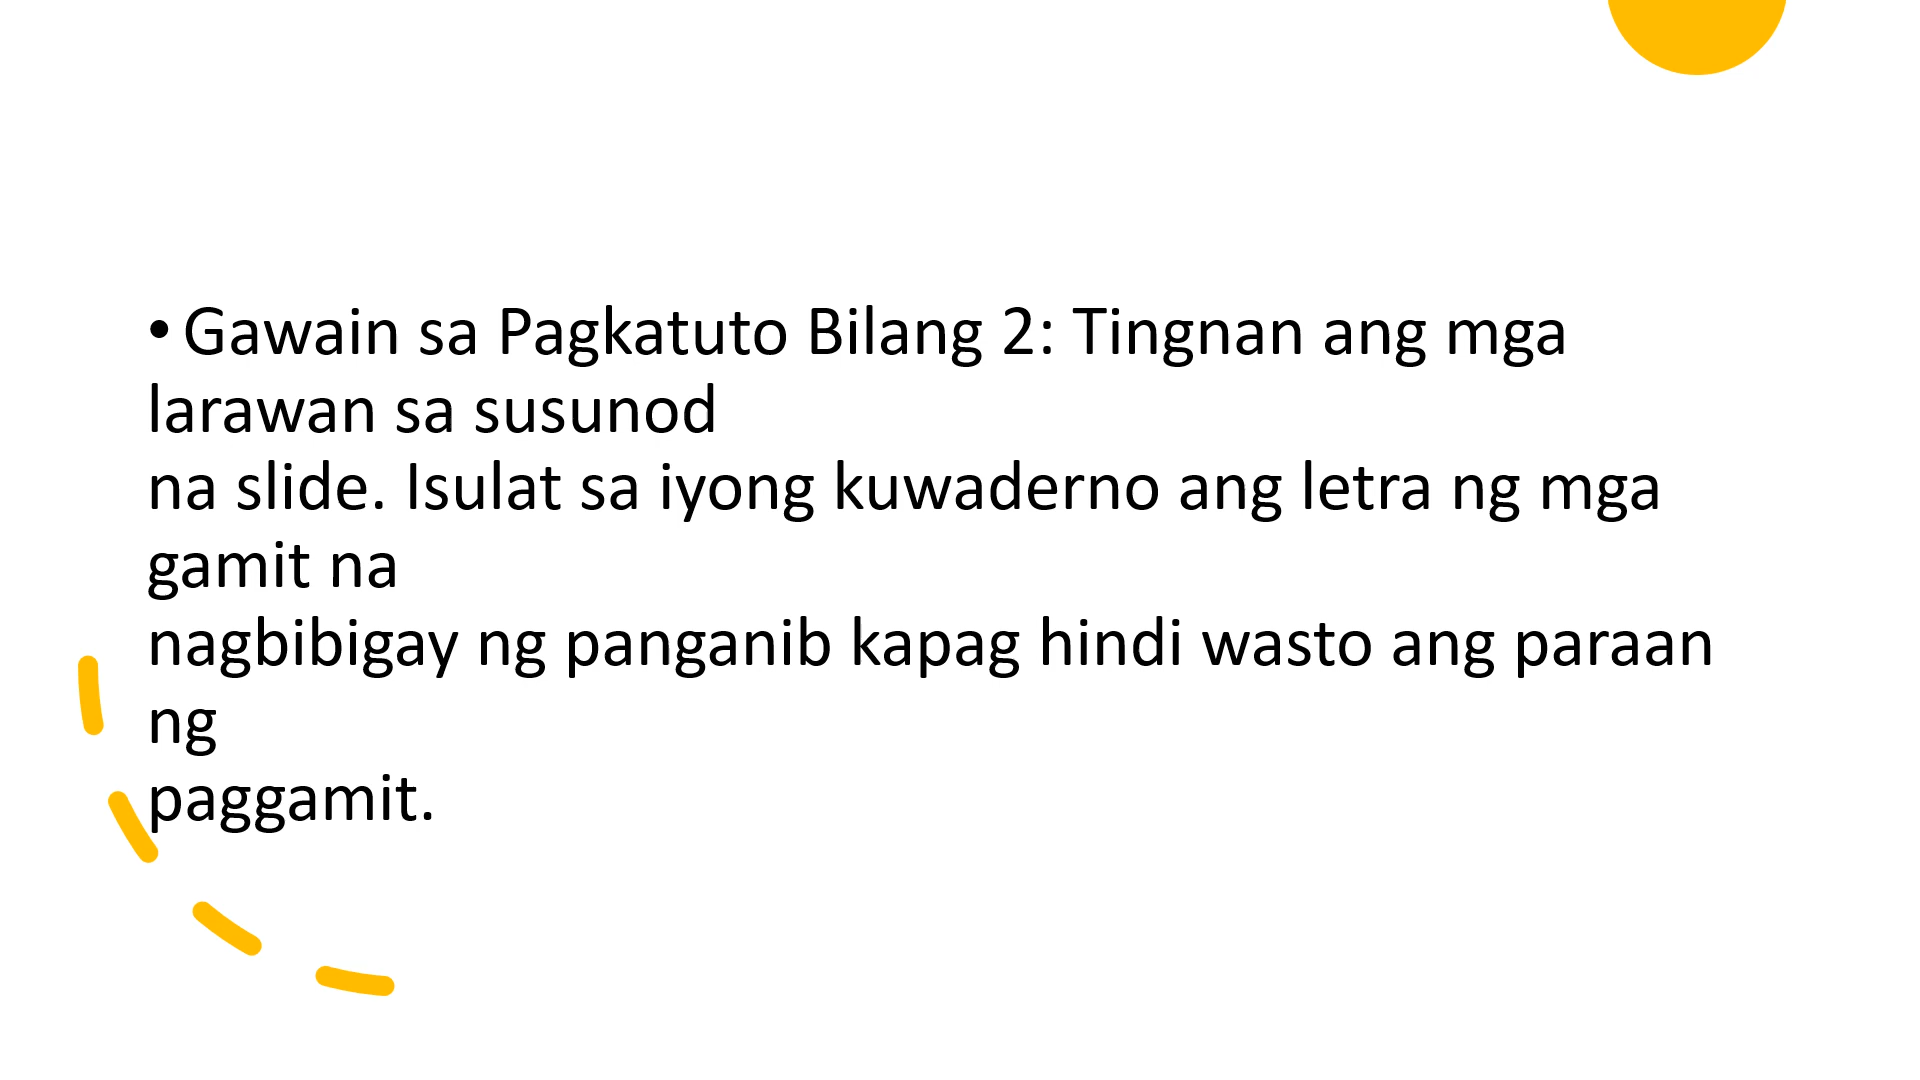 • Gawain sa Pagkatuto Bilang 2: Tingnan ang mga
larawan sa susunod
na slide. Isulat sa iyong kuwaderno ang letra ng mga
gamit na
nagbibigay ng panganib kapag hindi wasto ang paraan
ng
paggamit.